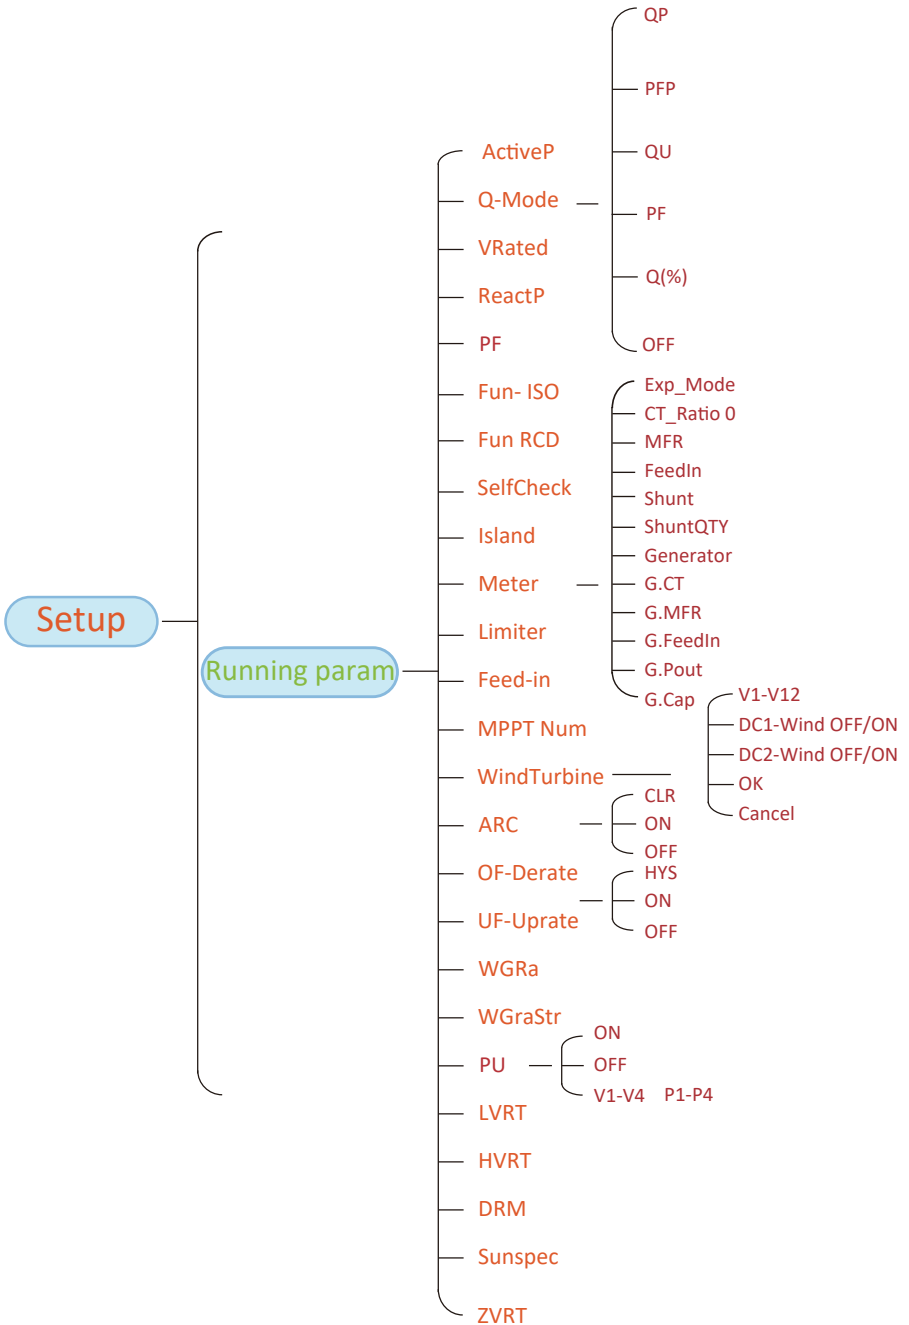 Setup
Running param
ActiveP
Q-Mode
QP
PFP
QU
PF
Q(%)
OFF
VRated
ReactP
PF
Fun- ISO
Fun RCD
SelfCheck
Island
Meter
Exp_Mode
CT_Ratio 0
MFR
FeedIn
Shunt
ShuntQTY
Generator
G.CT
G.MFR
G.FeedIn
G.Pout
G.Cap
Limiter
Feed-in
MPPT Num
WindTurbine
V1-V12
DC1-Wind OFF/ON
DC2-Wind OFF/ON
OK
Cancel
ARC
CLR
ON
OFF
OF-Derate
UF-Uprate
HYS
ON
OFF
WGRa
WGraStr
PU
ON
OFF
V1-V4 P1-P4
LVRT
HVRT
DRM
Sunspec
ZVRT